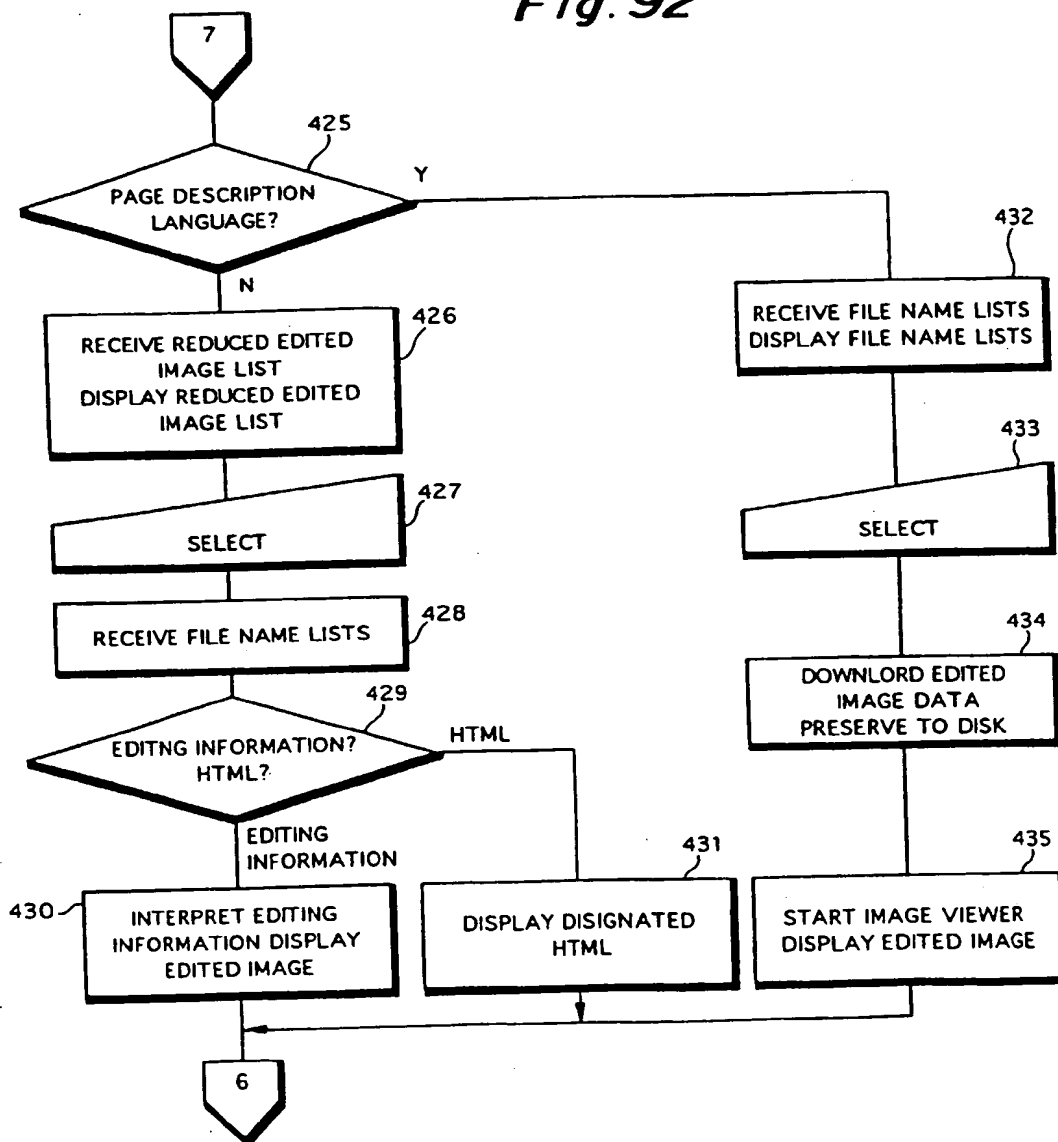 Fig. 92
7
425
PAGE DESCRIPTION
LANGUAGE?
Y
N
426
RECEIVE REDUCED EDITED
IMAGE LIST
DISPLAY REDUCED EDITED
IMAGE LIST
427
SELECT
428
RECEIVE FILE NAME LISTS
429
EDITNG INFORMATION?
HTML?
HTML
EDITING
INFORMATION
430
INTERPRET EDITING
INFORMATION DISPLAY
EDITED IMAGE
431
DISPLAY DISIGNATED
HTML
432
RECEIVE FILE NAME LISTS
DISPLAY FILE NAME LISTS
433
SELECT
434
DOWNLORD EDITED
IMAGE DATA
PRESERVE TO DISK
435
START IMAGE VIEWER
DISPLAY EDITED IMAGE
6